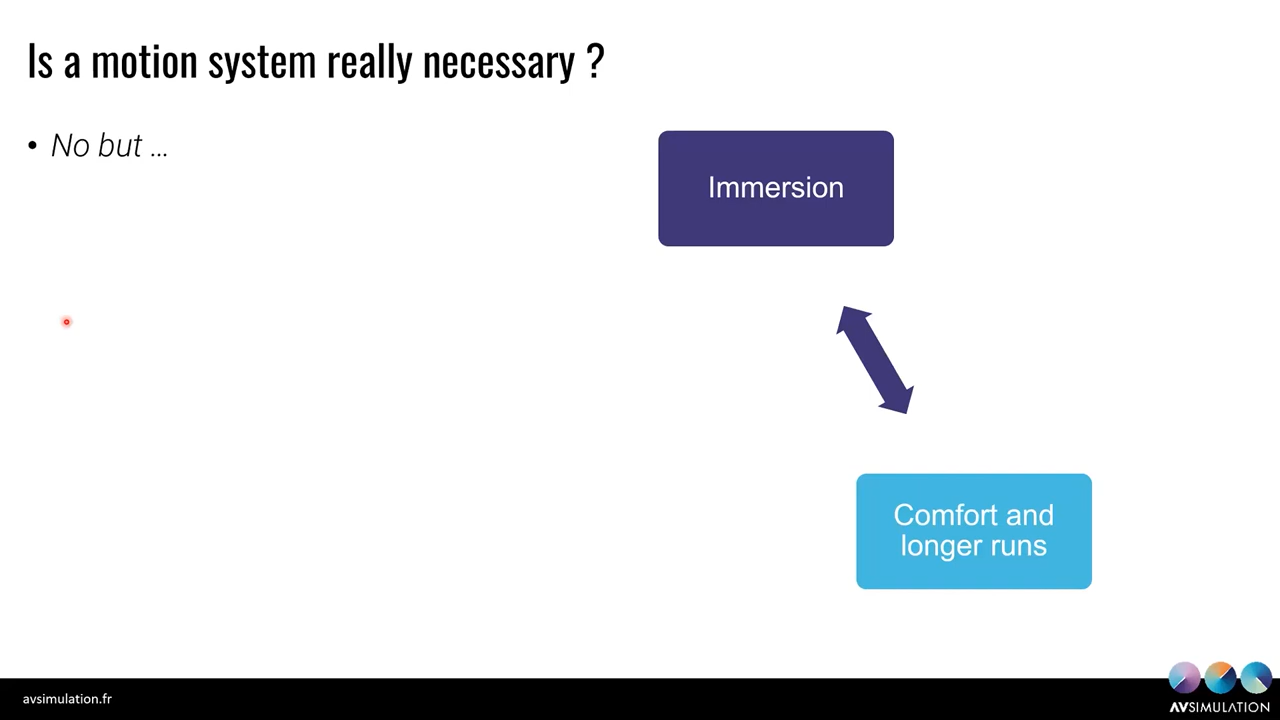 Is a motion system really necessary ?
• No but ...
Immersion
Comfort and
longer runs
avsimulation.fr
AVSIMULATION